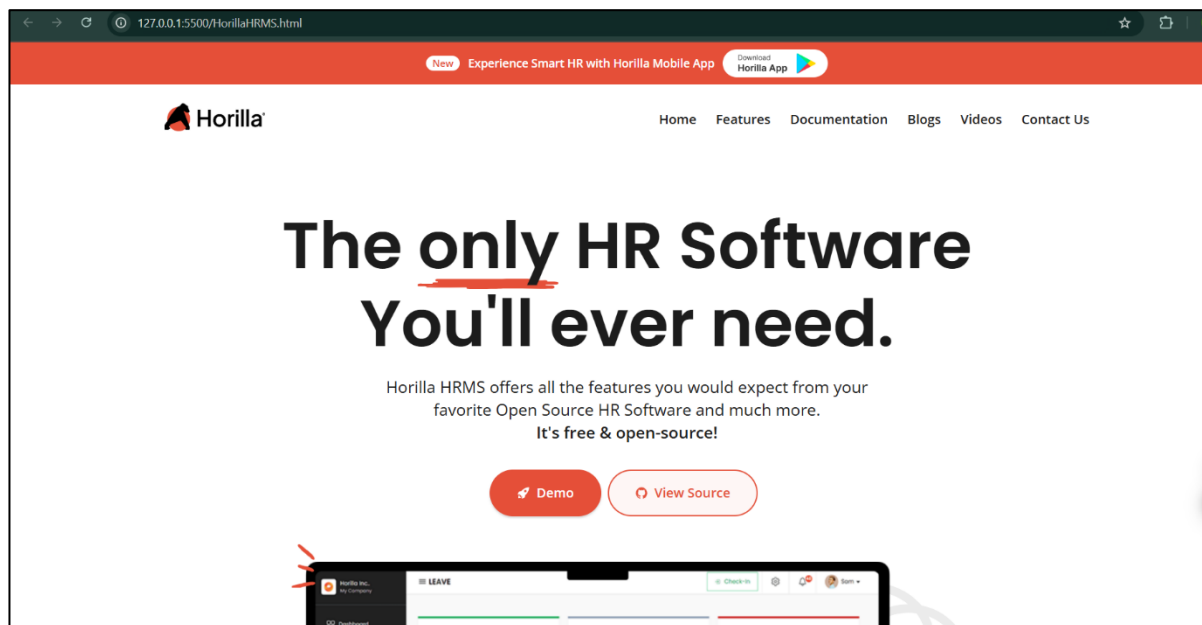 127.0.0.1:5500/HorillaHRMS.html
New Experience Smart HR with Horilla Mobile App Download Horilla App
Horilla
Home Features Documentation Blogs Videos Contact Us
The only HR Software
You'll ever need.
Horilla HRMS offers all the features you would expect from your
favorite Open Source HR Software and much more.
It's free & open-source!
Demo View Source
Horilla Inc.
My Company
LEAVE
Check-In
Sam
Dashboard